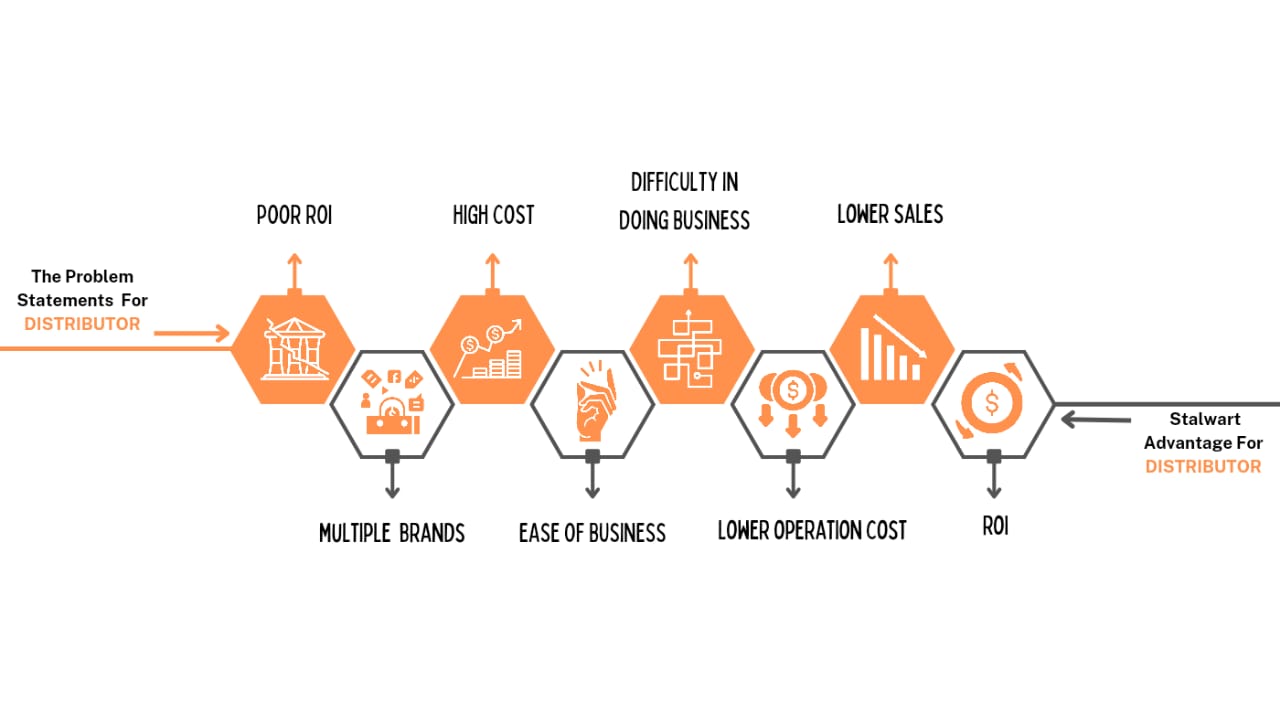 The Problem
Statements For
DISTRIBUTOR
POOR ROI
HIGH COST
DIFFICULTY IN
DOING BUSINESS
LOWER SALES
MULTIPLE BRANDS
EASE OF BUSINESS
LOWER OPERATION COST
ROI
Stalwart
Advantage For
DISTRIBUTOR